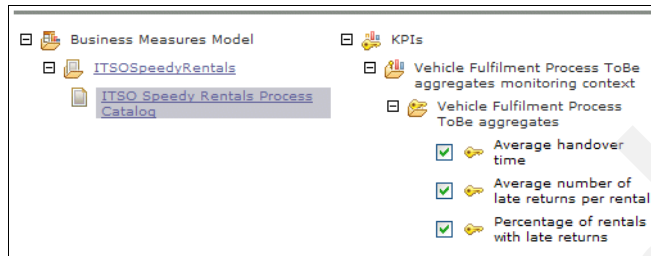 Business Measures Model
ITSOSpeedyRentals
ITSO Speedy Rentals Process
Catalog
KPIs
Vehicle Fulfilment Process ToBe
aggregates monitoring context
Vehicle Fulfilment Process
ToBe aggregates
Average handover
time
Average number of
late returns per rental
Percentage of rentals
with late returns